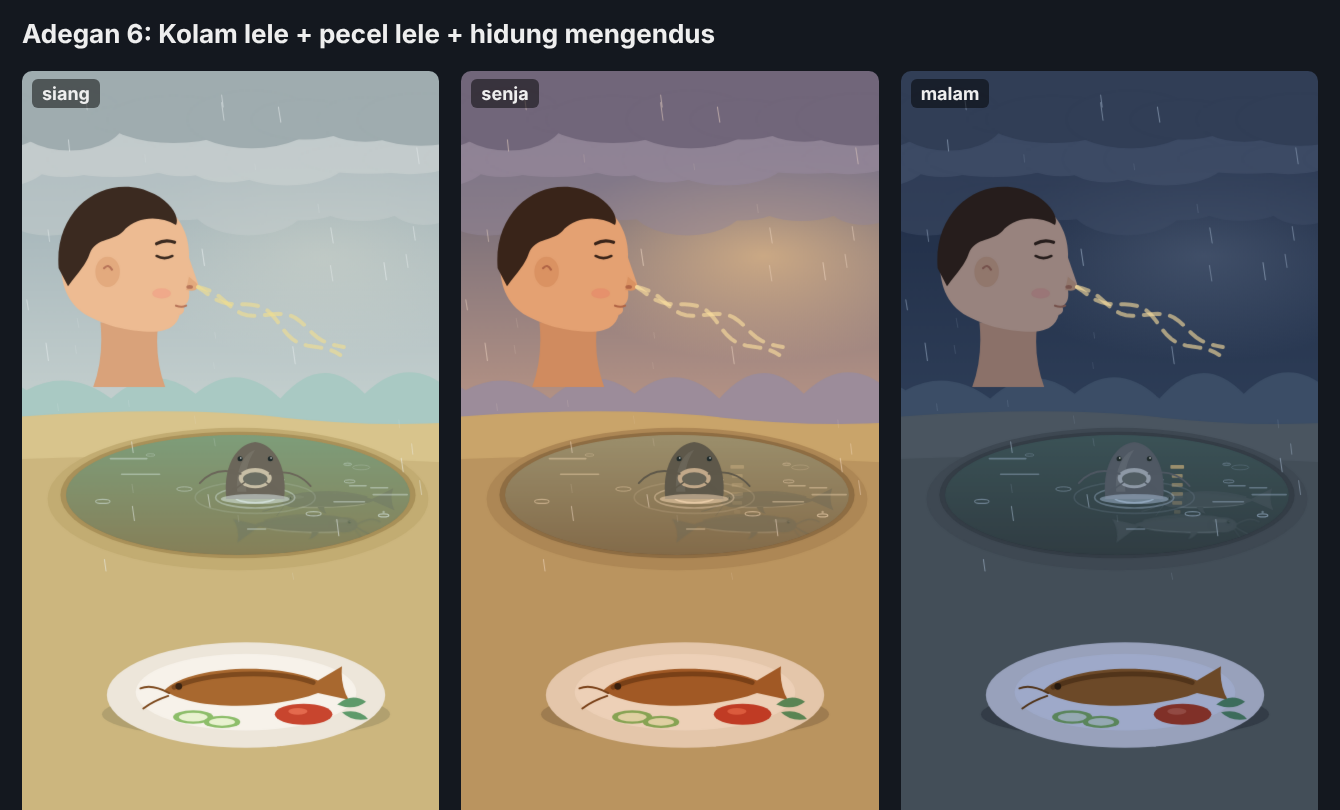 Adegan 6: Kolam lele + pecel lele + hidung mengendus
siang
senja
malam